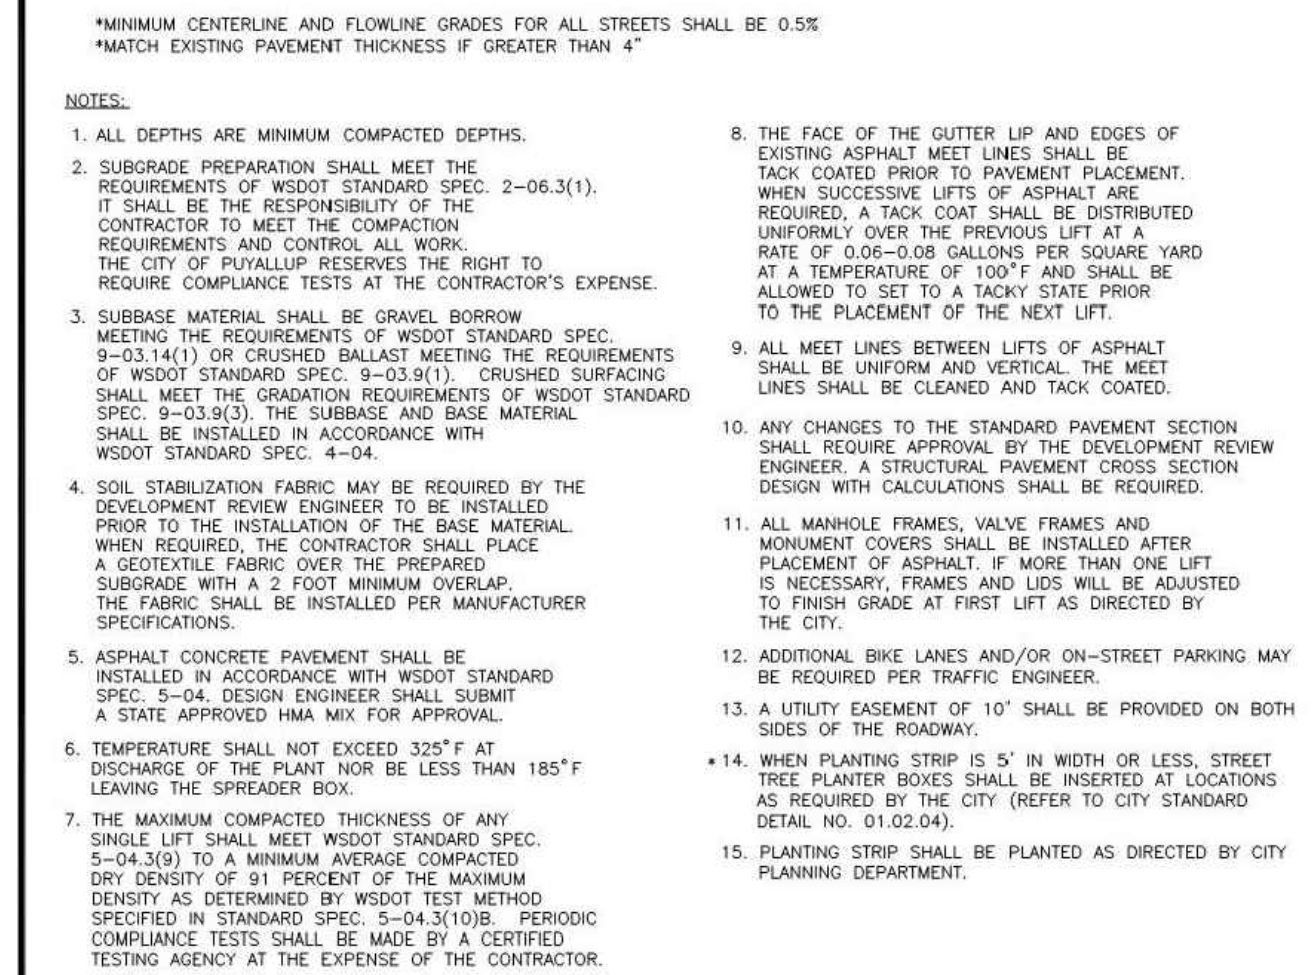 *MINIMUM CENTERLINE AND FLOWLINE GRADES FOR ALL STREETS SHALL BE 0.5%
*MATCH EXISTING PAVEMENT THICKNESS IF GREATER THAN 4"
NOTES:
1. ALL DEPTHS ARE MINIMUM COMPACTED DEPTHS.
2. SUBGRADE PREPARATION SHALL MEET THE
REQUIREMENTS OF WSDOT STANDARD SPEC. 2-06.3(1).
IT SHALL BE THE RESPONSIBILITY OF THE
CONTRACTOR TO MEET THE COMPACTION
REQUIREMENTS AND CONTROL ALL WORK.
THE CITY OF PUYALLUP RESERVES THE RIGHT TO
REQUIRE COMPLIANCE TESTS AT THE CONTRACTOR'S EXPENSE.
3. SUBBASE MATERIAL SHALL BE GRAVEL BORROW
MEETING THE REQUIREMENTS OF WSDOT STANDARD SPEC.
9-03.14(1) OR CRUSHED BALLAST MEETING THE REQUIREMENTS
OF WSDOT STANDARD SPEC. 9-03.9(1). CRUSHED SURFACING
SHALL MEET THE GRADATION REQUIREMENTS OF WSDOT STANDARD
SPEC. 9-03.9(3). THE SUBBASE AND BASE MATERIAL
SHALL BE INSTALLED IN ACCORDANCE WITH
WSDOT STANDARD SPEC. 4-04.
4. SOIL STABILIZATION FABRIC MAY BE REQUIRED BY THE
DEVELOPMENT REVIEW ENGINEER TO BE INSTALLED
PRIOR TO THE INSTALLATION OF THE BASE MATERIAL.
WHEN REQUIRED, THE CONTRACTOR SHALL PLACE
A GEOTEXTILE FABRIC OVER THE PREPARED
SUBGRADE WITH A 2 FOOT MINIMUM OVERLAP.
THE FABRIC SHALL BE INSTALLED PER MANUFACTURER
SPECIFICATIONS.
5. ASPHALT CONCRETE PAVEMENT SHALL BE
INSTALLED IN ACCORDANCE WITH WSDOT STANDARD
SPEC. 5-04. DESIGN ENGINEER SHALL SUBMIT
A STATE APPROVED HMA MIX FOR APPROVAL.
6. TEMPERATURE SHALL NOT EXCEED 325°F AT
DISCHARGE OF THE PLANT NOR BE LESS THAN 185°F
LEAVING THE SPREADER BOX.
7. THE MAXIMUM COMPACTED THICKNESS OF ANY
SINGLE LIFT SHALL MEET WSDOT STANDARD SPEC.
5-04.3(9) TO A MINIMUM AVERAGE COMPACTED
DRY DENSITY OF 91 PERCENT OF THE MAXIMUM
DENSITY AS DETERMINED BY WSDOT TEST METHOD
SPECIFIED IN STANDARD SPEC. 5-04.3(10)B. PERIODIC
COMPLIANCE TESTS SHALL BE MADE BY A CERTIFIED
TESTING AGENCY AT THE EXPENSE OF THE CONTRACTOR.
8. THE FACE OF THE GUTTER LIP AND EDGES OF
EXISTING ASPHALT MEET LINES SHALL BE
TACK COATED PRIOR TO PAVEMENT PLACEMENT.
WHEN SUCCESSIVE LIFTS OF ASPHALT ARE
REQUIRED, A TACK COAT SHALL BE DISTRIBUTED
UNIFORMLY OVER THE PREVIOUS LIFT AT A
RATE OF 0.06-0.08 GALLONS PER SQUARE YARD
AT A TEMPERATURE OF 100°F AND SHALL BE
ALLOWED TO SET TO A TACKY STATE PRIOR
TO THE PLACEMENT OF THE NEXT LIFT.
9. ALL MEET LINES BETWEEN LIFTS OF ASPHALT
SHALL BE UNIFORM AND VERTICAL. THE MEET
LINES SHALL BE CLEANED AND TACK COATED.
10. ANY CHANGES TO THE STANDARD PAVEMENT SECTION
SHALL REQUIRE APPROVAL BY THE DEVELOPMENT REVIEW
ENGINEER. A STRUCTURAL PAVEMENT CROSS SECTION
DESIGN WITH CALCULATIONS SHALL BE REQUIRED.
11. ALL MANHOLE FRAMES, VALVE FRAMES AND
MONUMENT COVERS SHALL BE INSTALLED AFTER
PLACEMENT OF ASPHALT. IF MORE THAN ONE LIFT
IS NECESSARY, FRAMES AND LIDS WILL BE ADJUSTED
TO FINISH GRADE AT FIRST LIFT AS DIRECTED BY
THE CITY.
12. ADDITIONAL BIKE LANES AND/OR ON-STREET PARKING MAY
BE REQUIRED PER TRAFFIC ENGINEER.
13. A UTILITY EASEMENT OF 10' SHALL BE PROVIDED ON BOTH
SIDES OF THE ROADWAY.
*14. WHEN PLANTING STRIP IS 5' IN WIDTH OR LESS, STREET
TREE PLANTER BOXES SHALL BE INSERTED AT LOCATIONS
AS REQUIRED BY THE CITY (REFER TO CITY STANDARD
DETAIL NO. 01.02.04).
15. PLANTING STRIP SHALL BE PLANTED AS DIRECTED BY CITY
PLANNING DEPARTMENT.